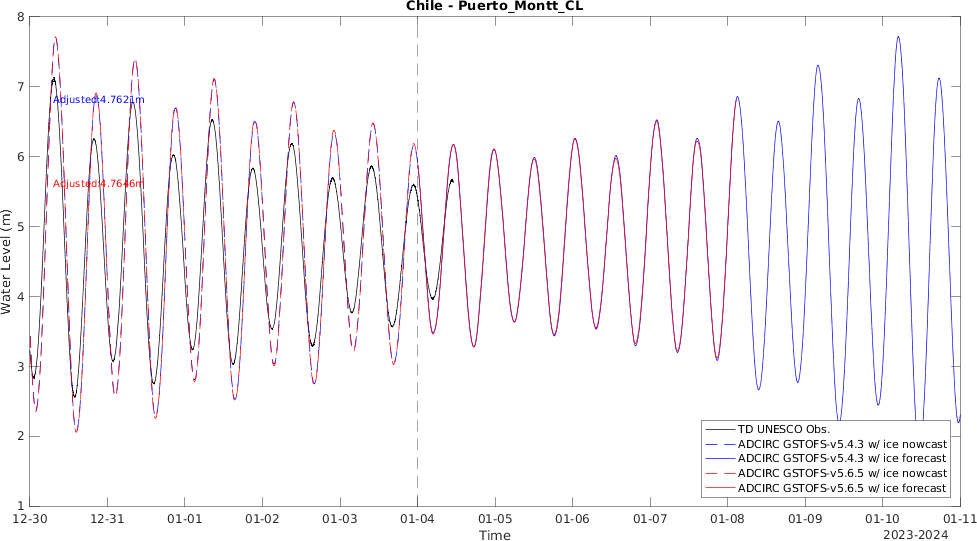 Chile - Puerto_Montt_CL
8
7
6
5
4
3
2
1
Water Level (m)
Adjusted:4.7621m
Adjusted:4.7646m
TD UNESCO Obs.
ADCIRC GSTOFS-v5.4.3 w/ ice nowcast
ADCIRC GSTOFS-v5.4.3 w/ ice forecast
ADCIRC GSTOFS-v5.6.5 w/ ice nowcast
ADCIRC GSTOFS-v5.6.5 w/ ice forecast
12-30 12-31 01-01 01-02 01-03 01-04 01-05 01-06 01-07 01-08 01-09 01-10 01-11
Time
2023-2024